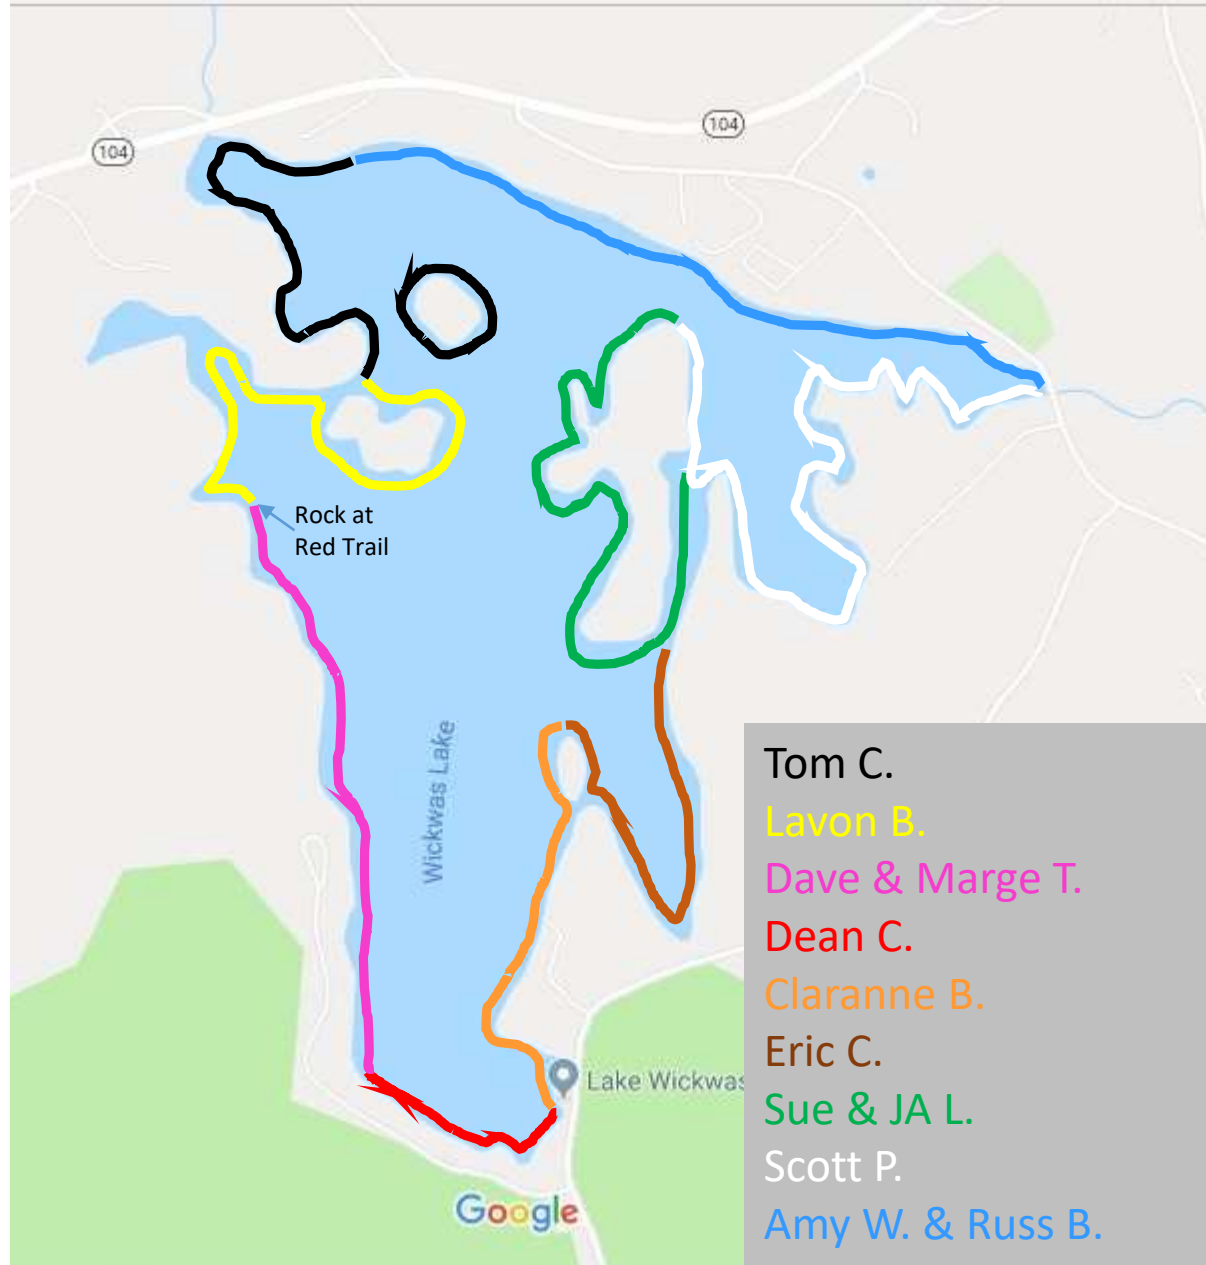 104
104
Rock at
Red Trail
Wickwas Lake
Lake Wickwas
Google
Tom C.
Lavon B.
Dave & Marge T.
Dean C.
Claranne B.
Eric C.
Sue & JA L.
Scott P.
Amy W. & Russ B.